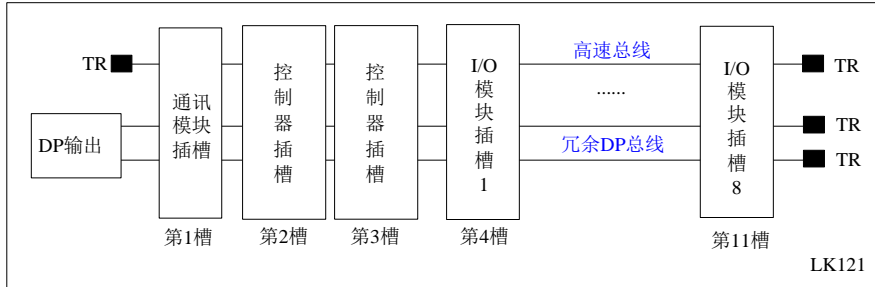 TR
DP输出
通讯
模块
插槽
第1槽
控
制
器
插
槽
第2槽
控
制
器
插
槽
第3槽
I/O
模
块
插
槽
1
第4槽
高速总线
......
冗余DP总线
I/O
模
块
插
槽
8
第11槽
TR
TR
TR
LK121